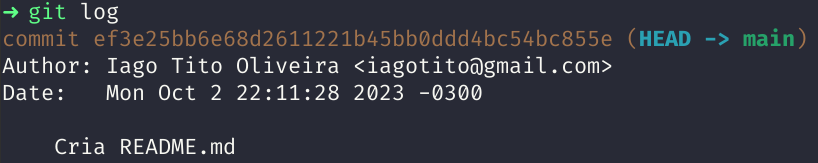 ➜ git log
commit ef3e25bb6e68d2611221b45bb0ddd4bc54bc855e (HEAD -> main)
Author: Iago Tito Oliveira <iagotito@gmail.com>
Date:   Mon Oct 2 22:11:28 2023 -0300
Cria README.md